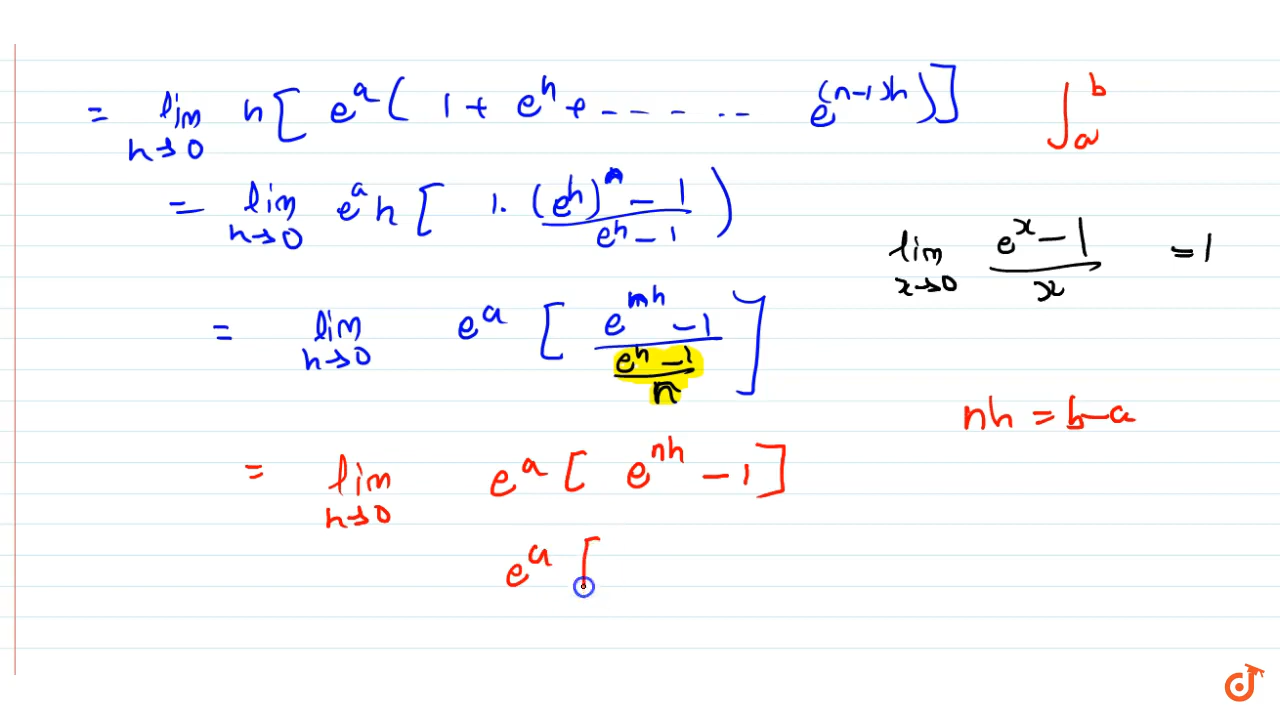 = lim h→0 h[ e^a ( 1 + e^h + ------ .. e^(n-1)h ) ]
∫_a^b
= lim h→0 e^a h [ 1. ((e^h)^n - 1)/(e^h - 1) )
lim x→0 (e^x - 1)/x = 1
= lim h→0 e^a [ (e^nh - 1)/((e^h - 1)/h) ]
nh = b-a
= lim h→0 e^a [ e^nh - 1 ]
e^a [